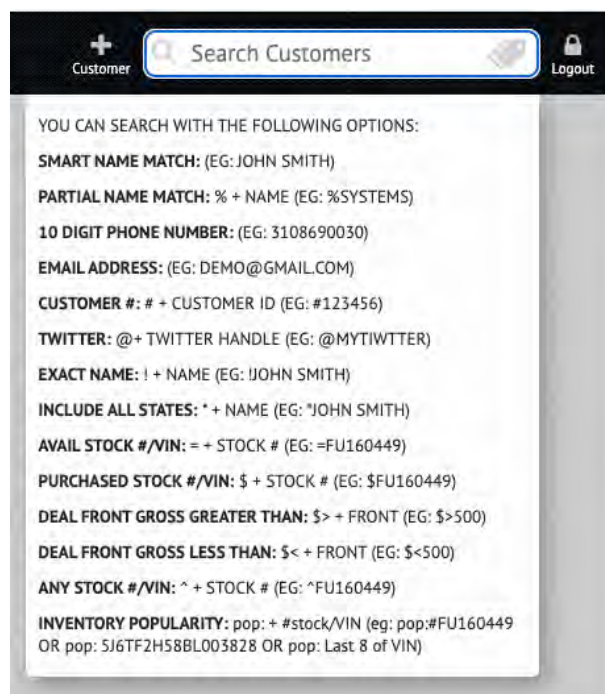 Customer
Search Customers
Logout
YOU CAN SEARCH WITH THE FOLLOWING OPTIONS:
SMART NAME MATCH: (EG: JOHN SMITH)
PARTIAL NAME MATCH: % + NAME (EG: %SYSTEMS)
10 DIGIT PHONE NUMBER: (EG: 3108690030)
EMAIL ADDRESS: (EG: DEMO@GMAIL.COM)
CUSTOMER #: # + CUSTOMER ID (EG: #123456)
TWITTER: @+ TWITTER HANDLE (EG: @MYTIWTTER)
EXACT NAME: ! + NAME (EG: !JOHN SMITH)
INCLUDE ALL STATES: * + NAME (EG: *JOHN SMITH)
AVAIL STOCK #/VIN: = + STOCK # (EG: =FU160449)
PURCHASED STOCK #/VIN: $ + STOCK # (EG: $FU160449)
DEAL FRONT GROSS GREATER THAN: $> + FRONT (EG: $>500)
DEAL FRONT GROSS LESS THAN: $< + FRONT (EG: $<500)
ANY STOCK #/VIN: ^ + STOCK # (EG: ^FU160449)
INVENTORY POPULARITY: pop: + #stock/VIN (eg: pop:#FU160449
OR pop: 5J6TF2H58BL003828 OR pop: Last 8 of VIN)